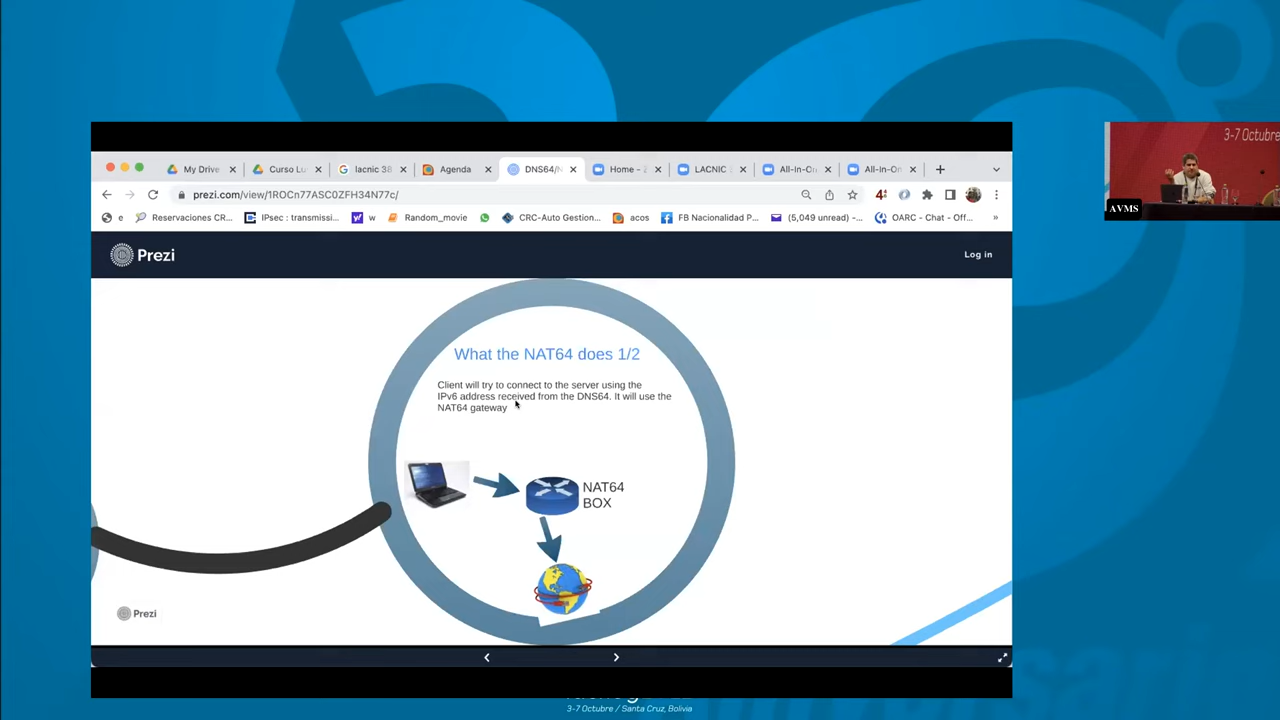 My Drive
Curso Lu
lacnic 38
Agenda
DNS64/N
Home -
LACNIC
All-In-On
All-In-On
prezi.com/view/1ROCn77ASC0ZFH34N77c/
e
Reservaciones CR...
IPsec : transmisi...
w
Random_movie
CRC-Auto Gestion...
acos
FB Nacionalidad P...
(5,049 unread) -...
OARC - Chat - Off...
Prezi
Log in
What the NAT64 does 1/2
Client will try to connect to the server using the
IPv6 address received from the DNS64. It will use the
NAT64 gateway
NAT64
BOX
Prezi
3-7 Octubre
AVMS
3-7 Octubre / Santa Cruz, Bolivia